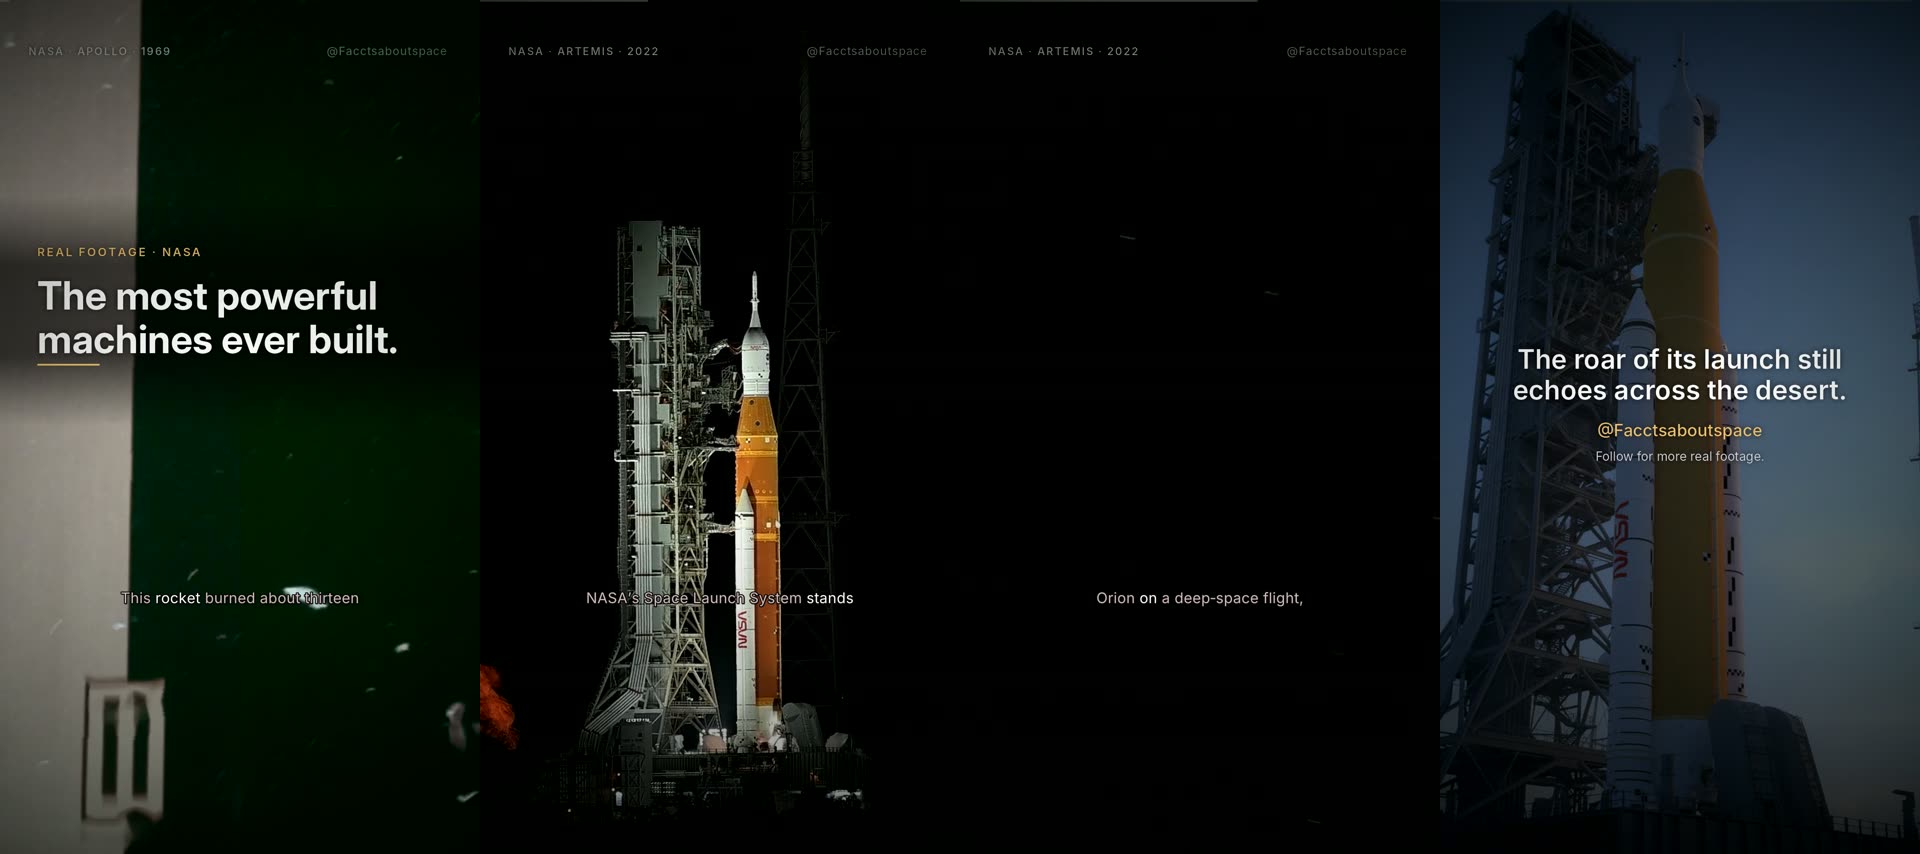 NASA · APOLLO · 1969
@Facctsaboutspace
REAL FOOTAGE · NASA
The most powerful
machines ever built.
This rocket burned about thirteen
NASA · ARTEMIS · 2022
@Facctsaboutspace
NASA's Space Launch System stands
NASA
NASA · ARTEMIS · 2022
@Facctsaboutspace
Orion on a deep-space flight,
The roar of its launch still
echoes across the desert.
@Facctsaboutspace
Follow for more real footage.
NASA